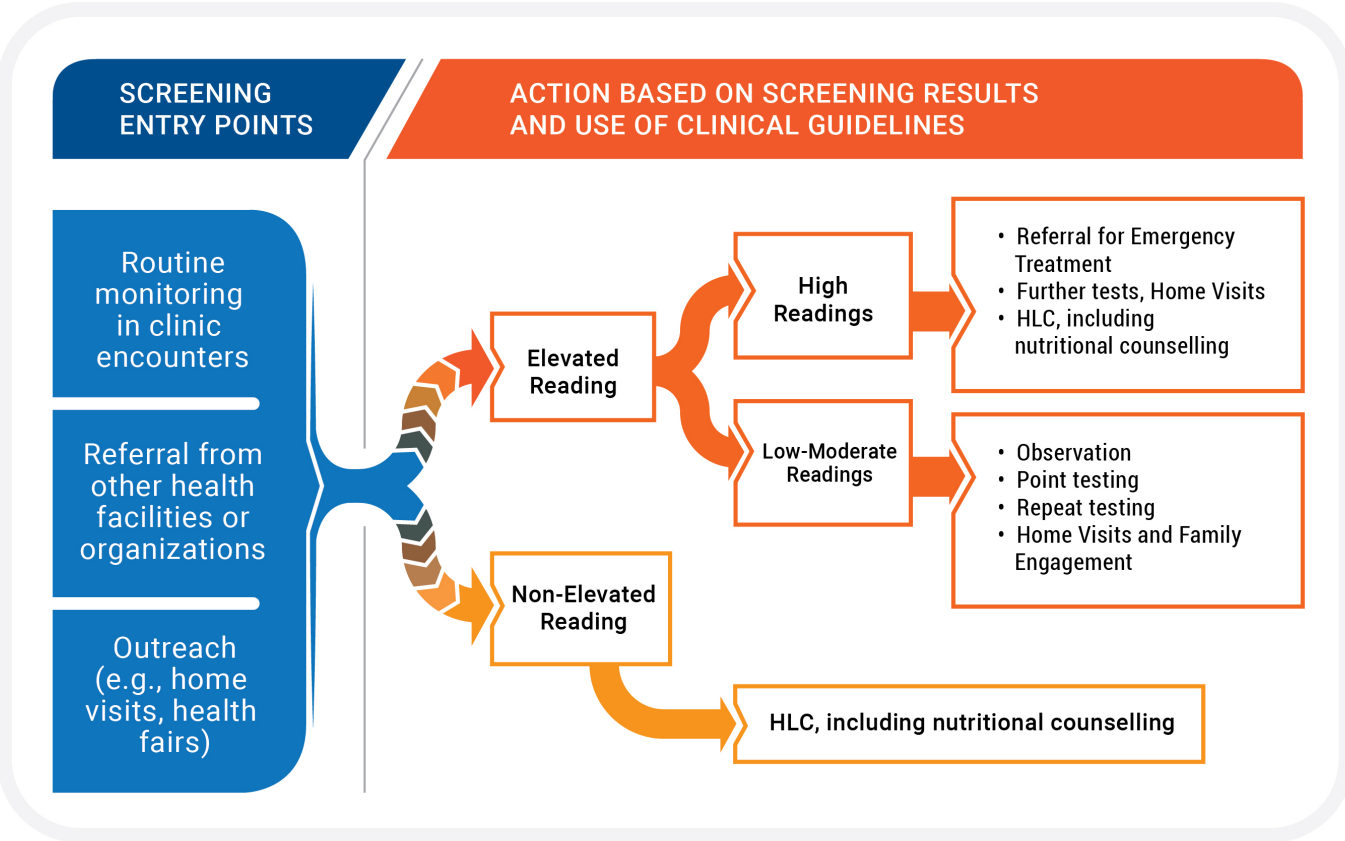 SCREENING
ENTRY POINTS
ACTION BASED ON SCREENING RESULTS
AND USE OF CLINICAL GUIDELINES
Routine
monitoring
in clinic
encounters
Referral from
other health
facilities or
organizations
Outreach
(e.g., home
visits, health
fairs)
Elevated
Reading
High
Readings
• Referral for Emergency
Treatment
• Further tests, Home Visits
• HLC, including
nutritional counselling
Low-Moderate
Readings
• Observation
• Point testing
• Repeat testing
• Home Visits and Family
Engagement
Non-Elevated
Reading
HLC, including nutritional counselling